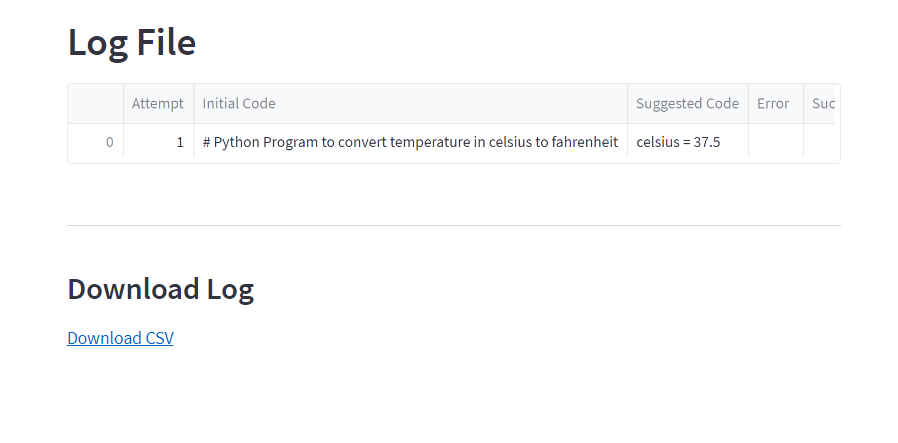 Log File
Attempt Initial Code Suggested Code Error Suc
0 1 # Python Program to convert temperature in celsius to fahrenheit celsius = 37.5
Download Log
Download CSV